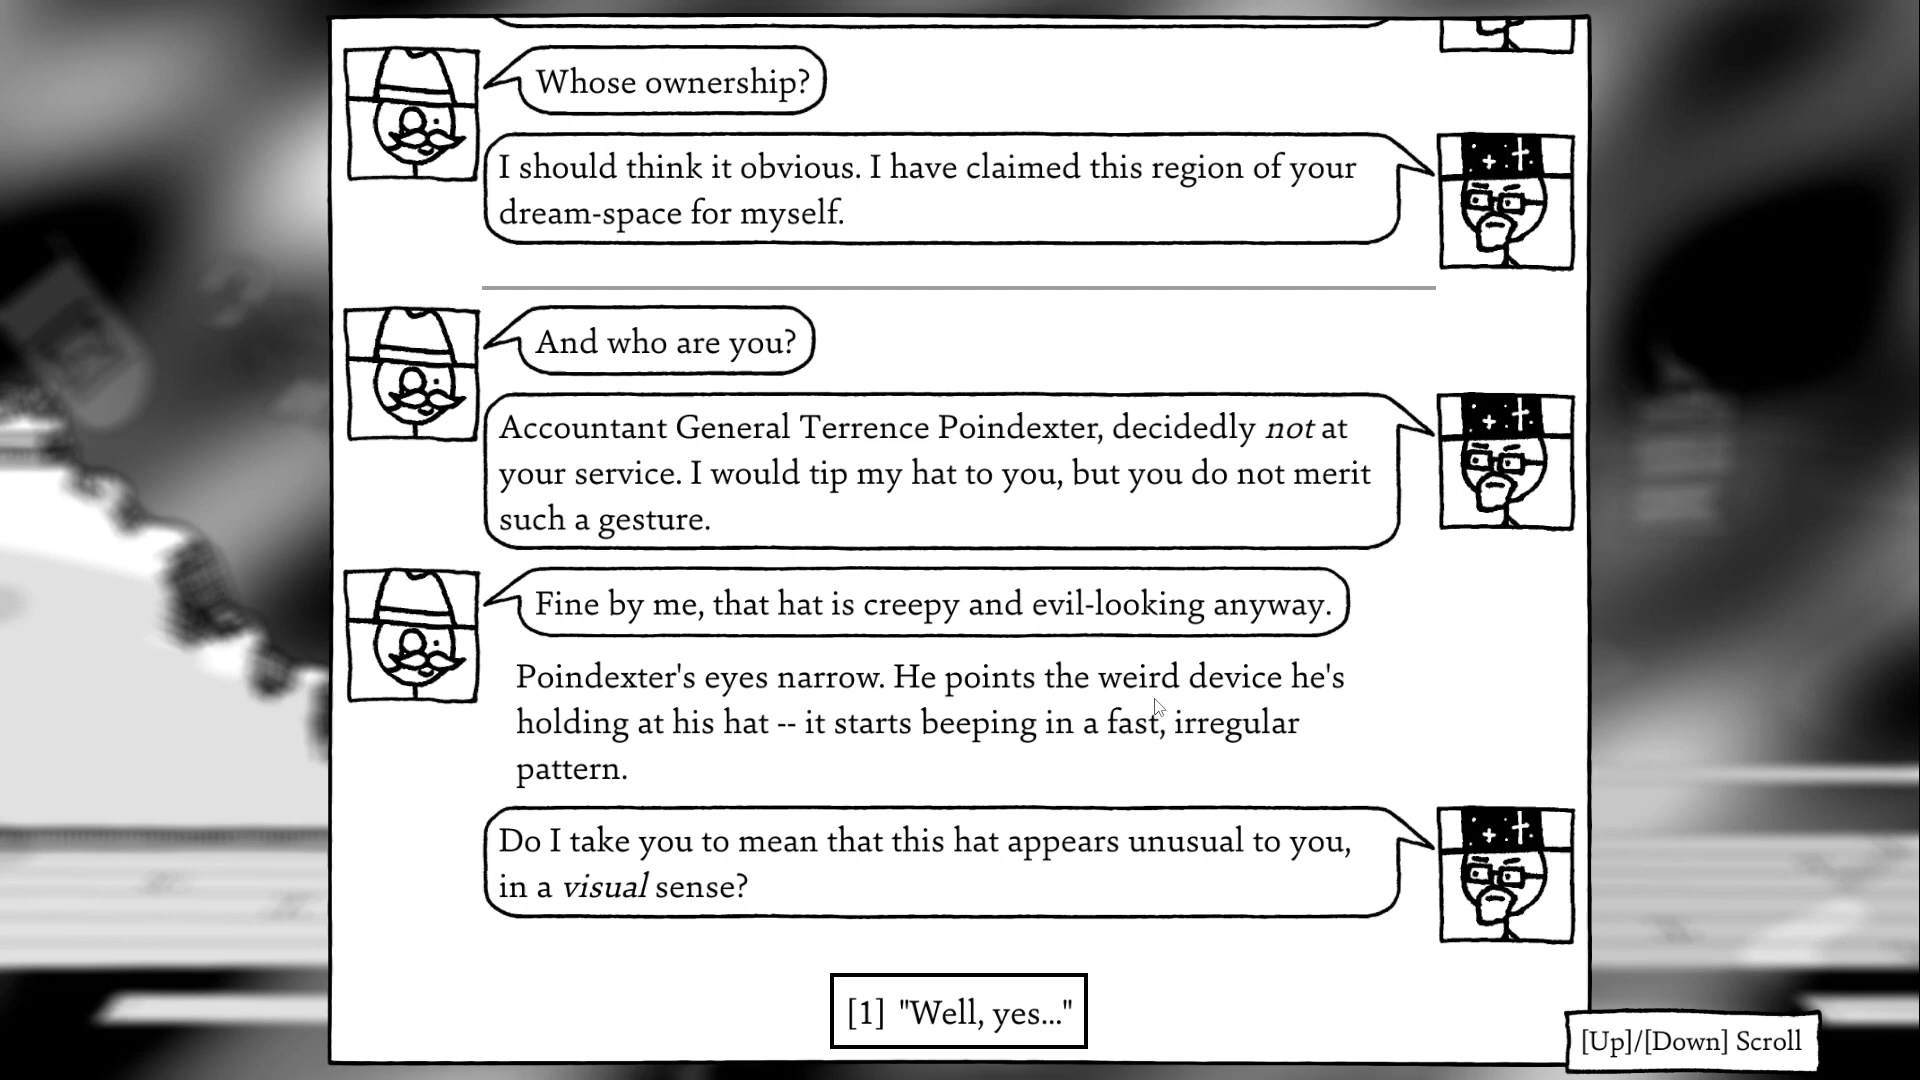 Whose ownership?
I should think it obvious. I have claimed this region of your
dream-space for myself.
And who are you?
Accountant General Terrence Poindexter, decidedly not at
your service. I would tip my hat to you, but you do not merit
such a gesture.
Fine by me, that hat is creepy and evil-looking anyway.
Poindexter's eyes narrow. He points the weird device he's
holding at his hat -- it starts beeping in a fast, irregular
pattern.
Do I take you to mean that this hat appears unusual to you,
in a visual sense?
[1] "Well, yes..."
[Up]/[Down] Scroll